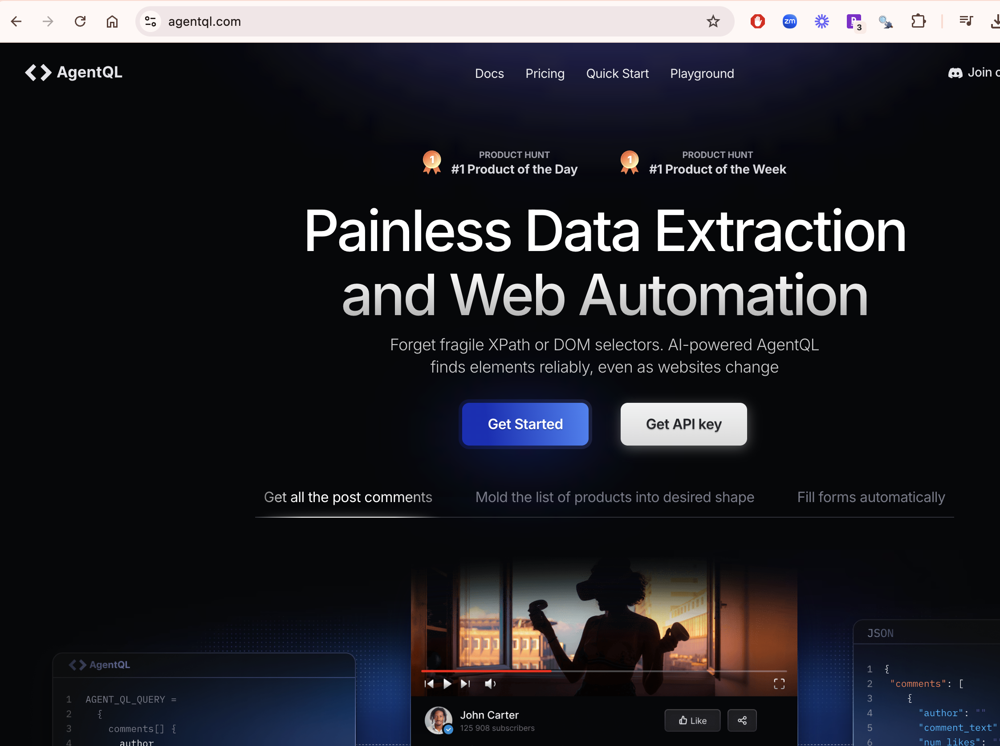 agentql.com
zm
3
AgentQL
Docs
Pricing
Quick Start
Playground
Join
PRODUCT HUNT
#1 Product of the Day
PRODUCT HUNT
#1 Product of the Week
1
1
Painless Data Extraction
and Web Automation
Forget fragile XPath or DOM selectors. AI-powered AgentQL
finds elements reliably, even as websites change
Get Started
Get API key
Get all the post comments
Mold the list of products into desired shape
Fill forms automatically
AgentQL
1 AGENT_QL_QUERY =
2 {
3 comments[] {
4 author
John Carter
125 908 subscribers
Like
JSON
1 {
2 "comments": [
3 {
4 "author": ""
5 "comment_text"
6 "num_likes": "